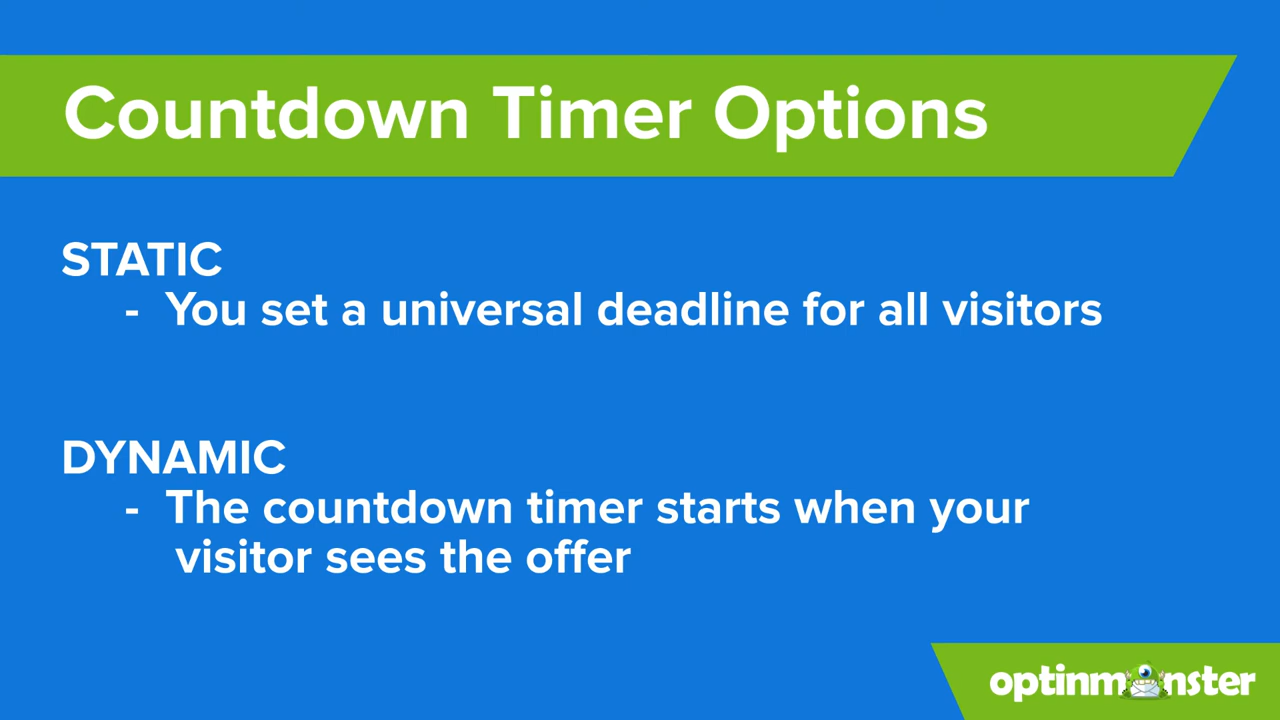 Countdown Timer Options
STATIC
- You set a universal deadline for all visitors
DYNAMIC
- The countdown timer starts when your
visitor sees the offer
optinmonster